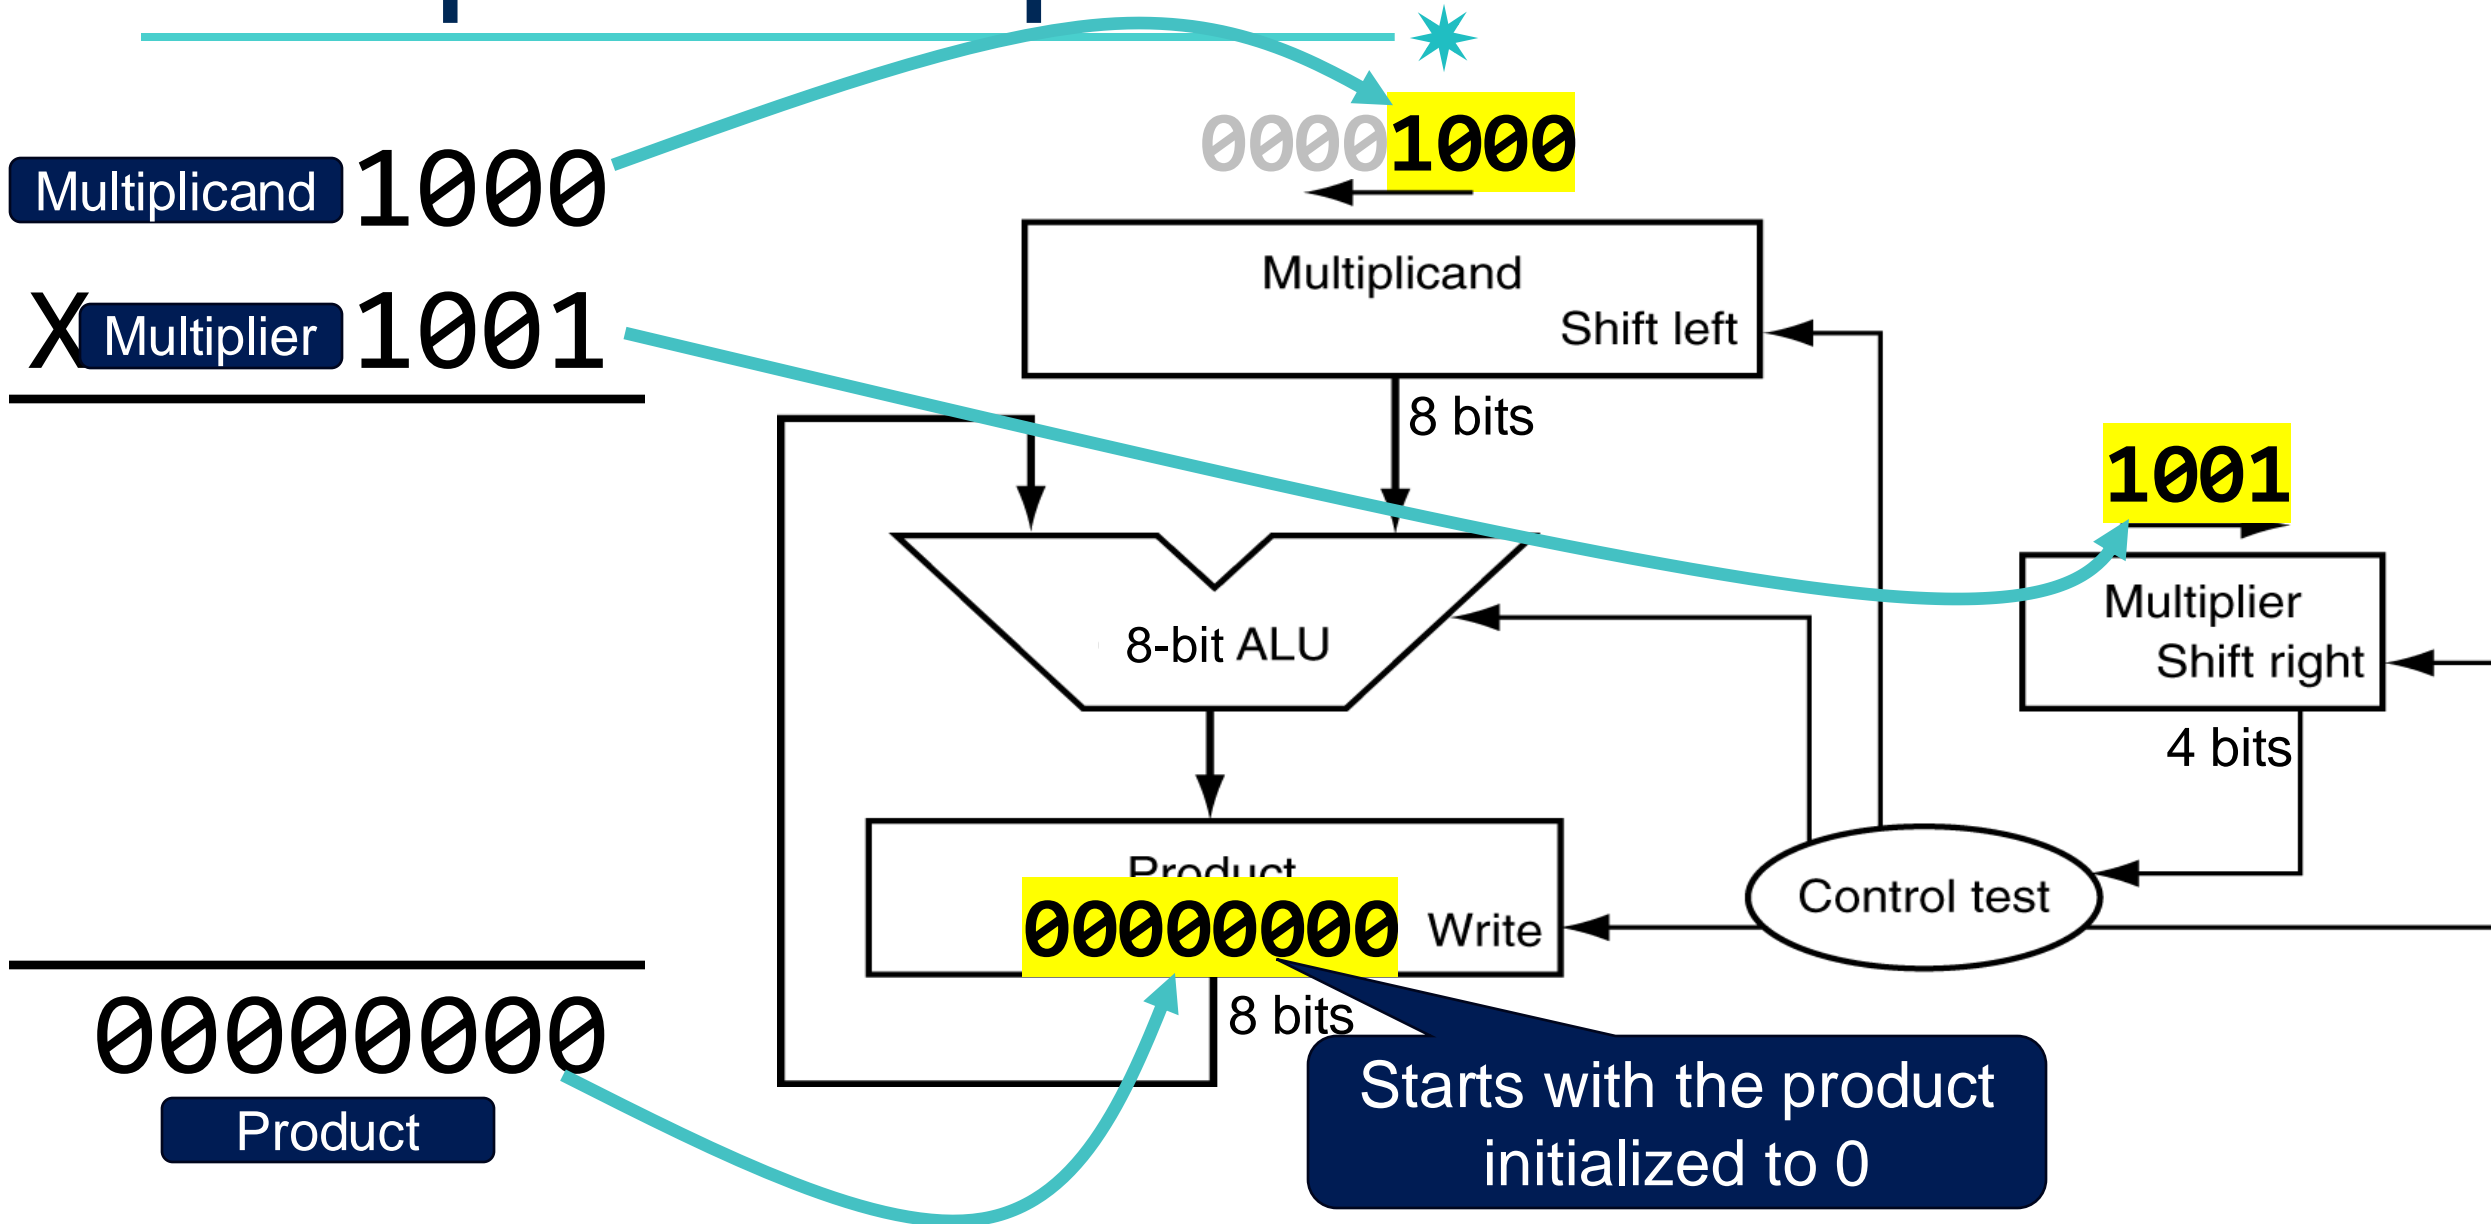 00001000
Multiplicand 1000
Multiplicand
Shift left
X Multiplier 1001
8 bits
1001
Multiplier
Shift right
8-bit ALU
4 bits
Product
Control test
00000000 Write
00000000
8 bits
Product
Starts with the product
initialized to 0